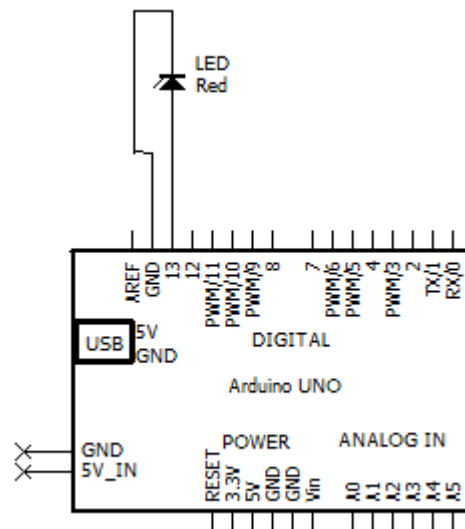 LED
Red
AREF
GND
13
12
PWM/11
PWM/10
PWM/9
8
7
PWM/6
PWM/5
4
PWM/3
2
TX/1
RX/0
USB
5V
GND
DIGITAL
Arduino UNO
GND
5V_IN
POWER
ANALOG IN
RESET
3.3V
5V
GND
GND
Vin
A0
A1
A2
A3
A4
A5